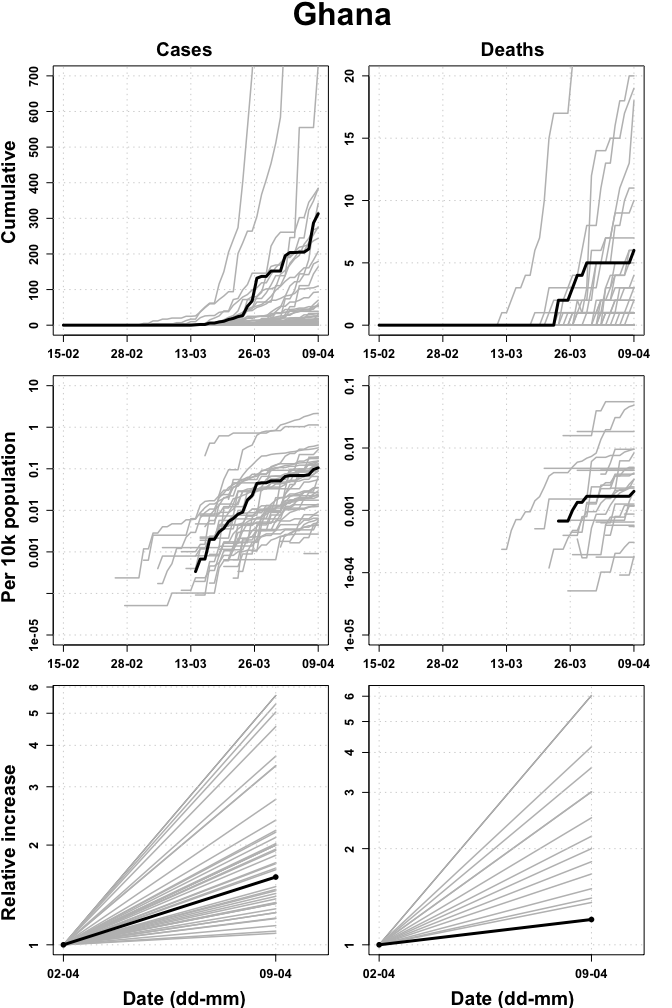 Ghana
Cases
Deaths
Cumulative
700
600
500
400
300
200
100
0
15-02 28-02 13-03 26-03 09-04
20
15
10
5
0
15-02 28-02 13-03 26-03 09-04
Per 10k population
10
1
0.1
0.01
0.001
1e-05
15-02 28-02 13-03 26-03 09-04
0.1
0.01
0.001
1e-04
1e-05
15-02 28-02 13-03 26-03 09-04
Relative increase
6
5
4
3
2
1
02-04 09-04
Date (dd-mm)
6
5
4
3
2
1
02-04 09-04
Date (dd-mm)